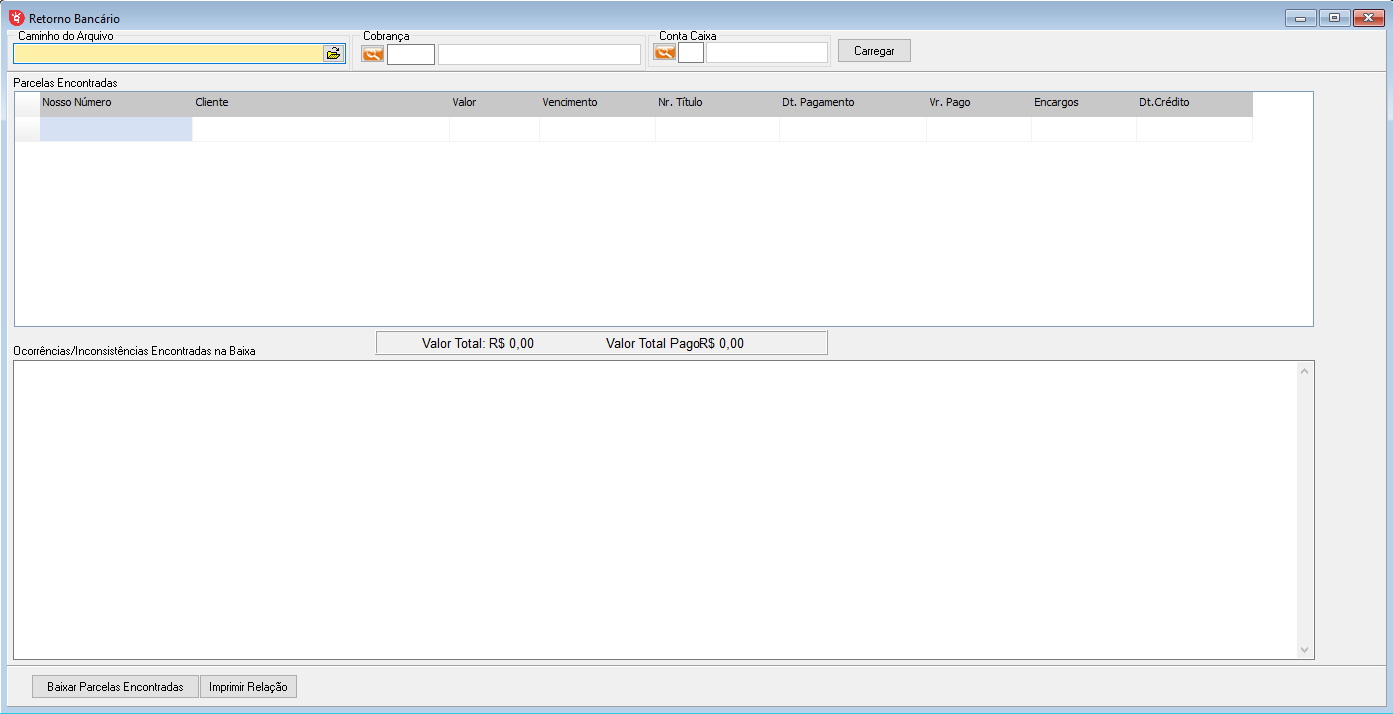 Retorno Bancário
Caminho do Arquivo
Cobrança
Conta Caixa
Carregar
Parcelas Encontradas
Nosso Número Cliente Valor Vencimento Nr. Título Dt. Pagamento Vr. Pago Encargos Dt.Crédito
Valor Total: R$ 0,00 Valor Total PagoR$ 0,00
Ocorrências/Inconsistências Encontradas na Baixa
Baixar Parcelas Encontradas Imprimir Relação